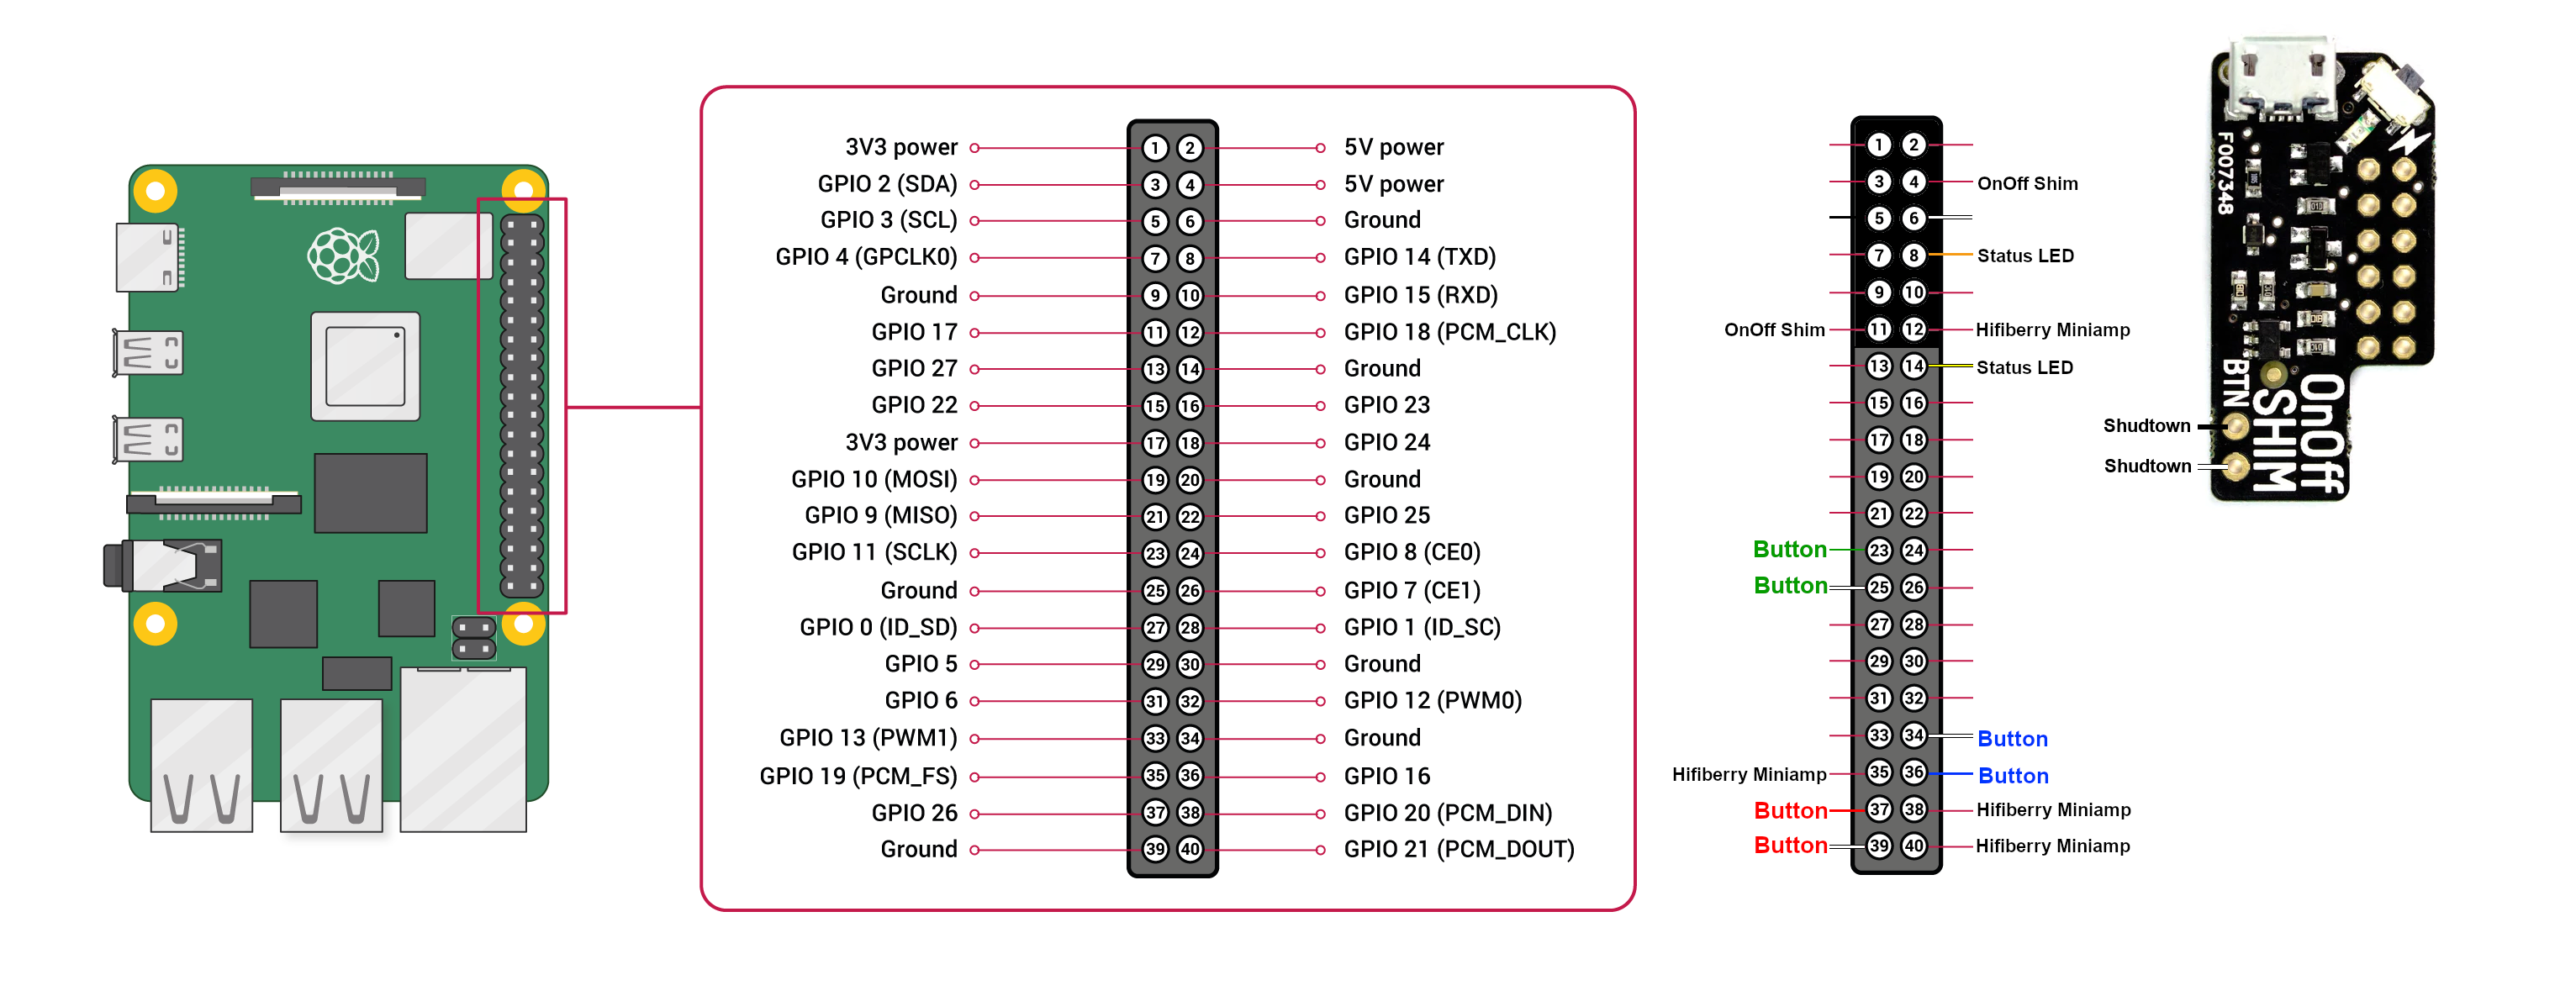 3V3 power 1 2 5V power
GPIO 2 (SDA) 3 4 5V power
GPIO 3 (SCL) 5 6 Ground
GPIO 4 (GPCLK0) 7 8 GPIO 14 (TXD)
Ground 9 10 GPIO 15 (RXD)
GPIO 17 11 12 GPIO 18 (PCM_CLK)
GPIO 27 13 14 Ground
GPIO 22 15 16 GPIO 23
3V3 power 17 18 GPIO 24
GPIO 10 (MOSI) 19 20 Ground
GPIO 9 (MISO) 21 22 GPIO 25
GPIO 11 (SCLK) 23 24 GPIO 8 (CE0)
Ground 25 26 GPIO 7 (CE1)
GPIO 0 (ID_SD) 27 28 GPIO 1 (ID_SC)
GPIO 5 29 30 Ground
GPIO 6 31 32 GPIO 12 (PWM0)
GPIO 13 (PWM1) 33 34 Ground
GPIO 19 (PCM_FS) 35 36 GPIO 16
GPIO 26 37 38 GPIO 20 (PCM_DIN)
Ground 39 40 GPIO 21 (PCM_DOUT)
1 2
3 4 OnOff Shim
5 6
7 8 Status LED
9 10
OnOff Shim 11 12 Hifiberry Miniamp
13 14 Status LED
15 16
17 18
19 20
21 22
Button 23 24
Button 25 26
27 28
29 30
31 32
33 34 Button
Hifiberry Miniamp 35 36 Button
Button 37 38 Hifiberry Miniamp
Button 39 40 Hifiberry Miniamp
F007348
BTN
OnOff
SHIM
Shudtown
Shudtown